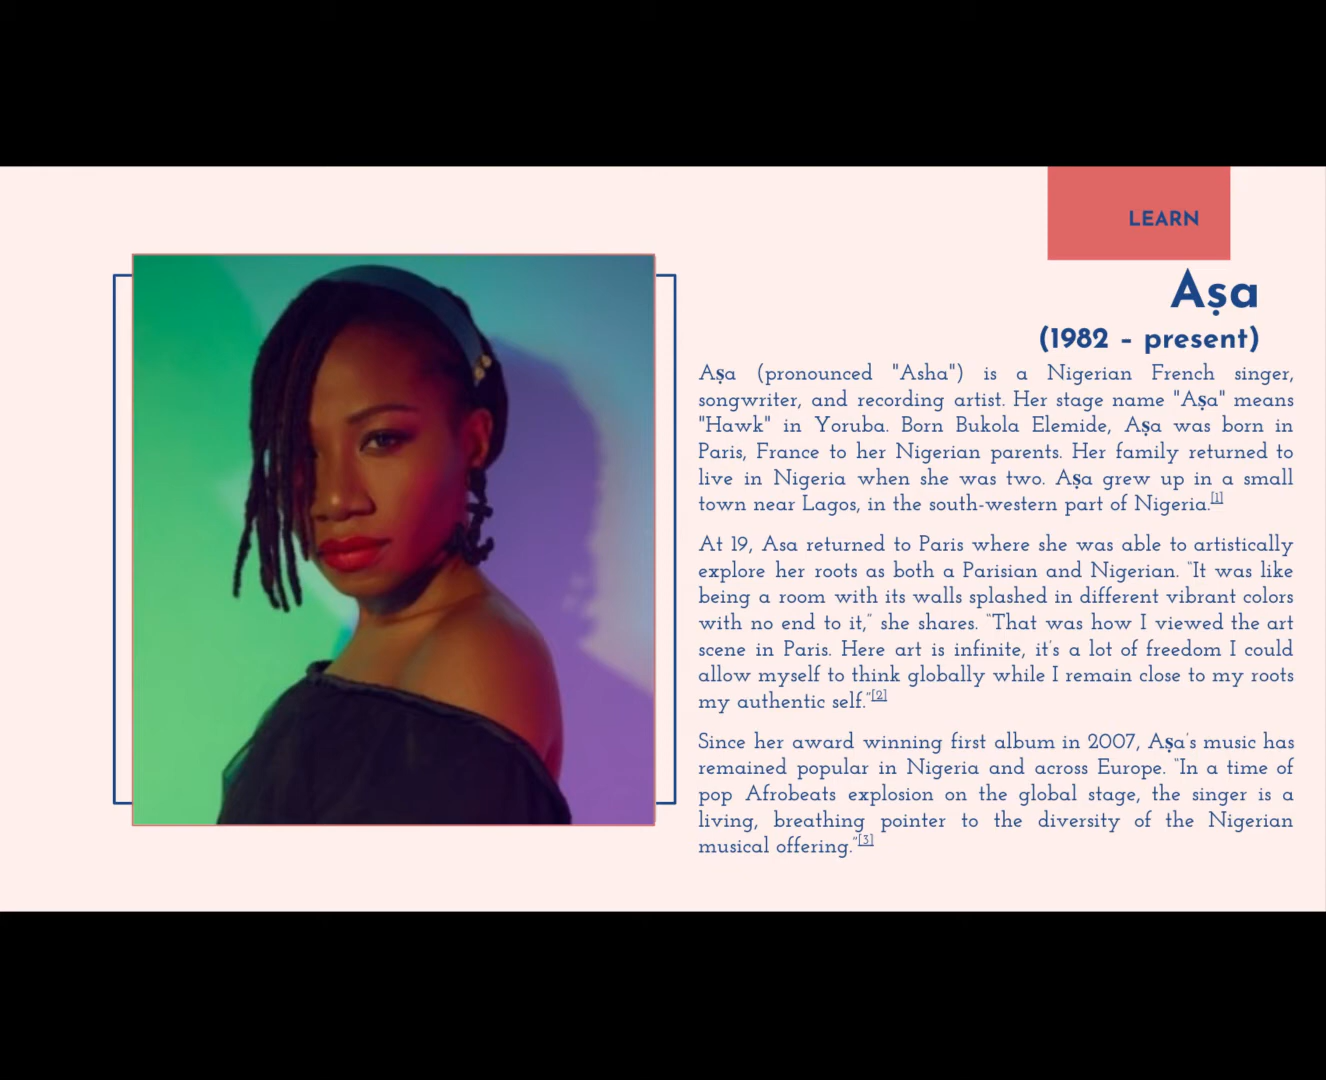 LEARN
Aṣa
(1982 - present)
Aṣa (pronounced "Asha") is a Nigerian French singer,
songwriter, and recording artist. Her stage name "Aṣa" means
"Hawk" in Yoruba. Born Bukola Elemide, Aṣa was born in
Paris, France to her Nigerian parents. Her family returned to
live in Nigeria when she was two. Aṣa grew up in a small
town near Lagos, in the south-western part of Nigeria.[1]
At 19, Asa returned to Paris where she was able to artistically
explore her roots as both a Parisian and Nigerian. “It was like
being a room with its walls splashed in different vibrant colors
with no end to it,” she shares. “That was how I viewed the art
scene in Paris. Here art is infinite, it's a lot of freedom I could
allow myself to think globally while I remain close to my roots
my authentic self.”[2]
Since her award winning first album in 2007, Aṣa's music has
remained popular in Nigeria and across Europe. “In a time of
pop Afrobeats explosion on the global stage, the singer is a
living, breathing pointer to the diversity of the Nigerian
musical offering.”[3]